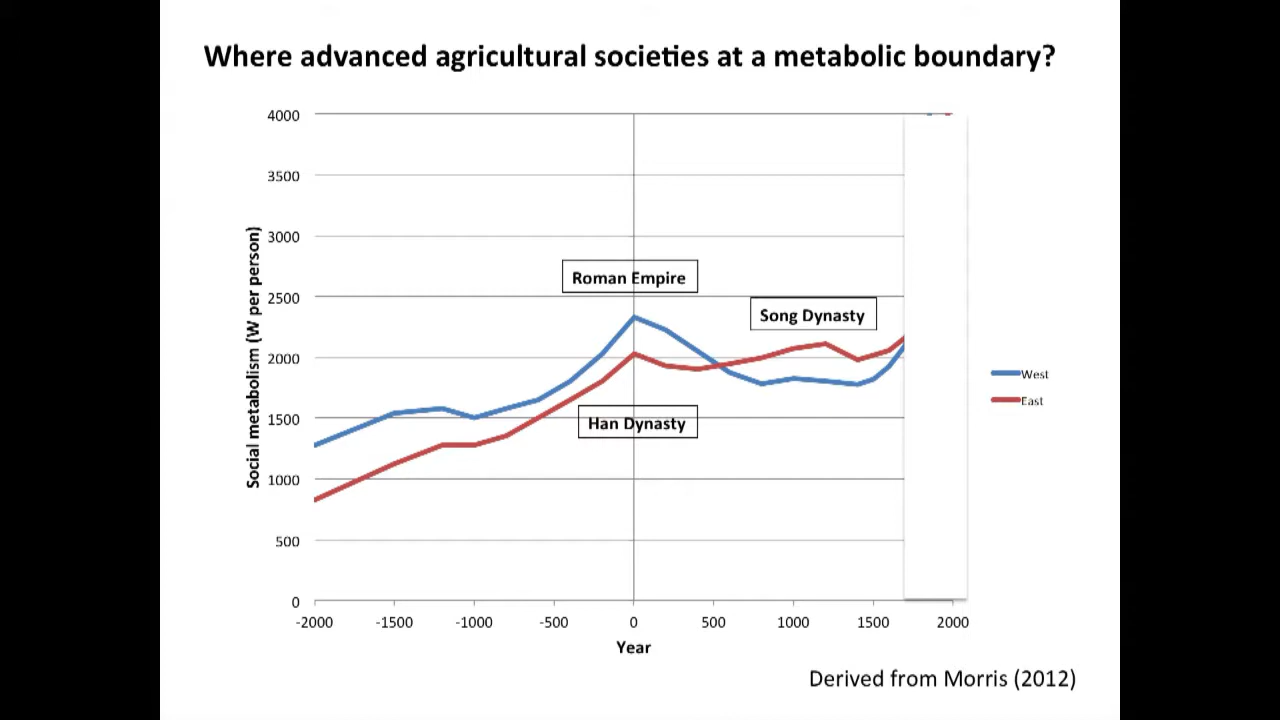 Where advanced agricultural societies at a metabolic boundary?
4000
3500
3000
2500
2000
1500
1000
500
0
Social metabolism (W per person)
Roman Empire
Song Dynasty
Han Dynasty
West
East
-2000 -1500 -1000 -500 0 500 1000 1500 2000
Year
Derived from Morris (2012)